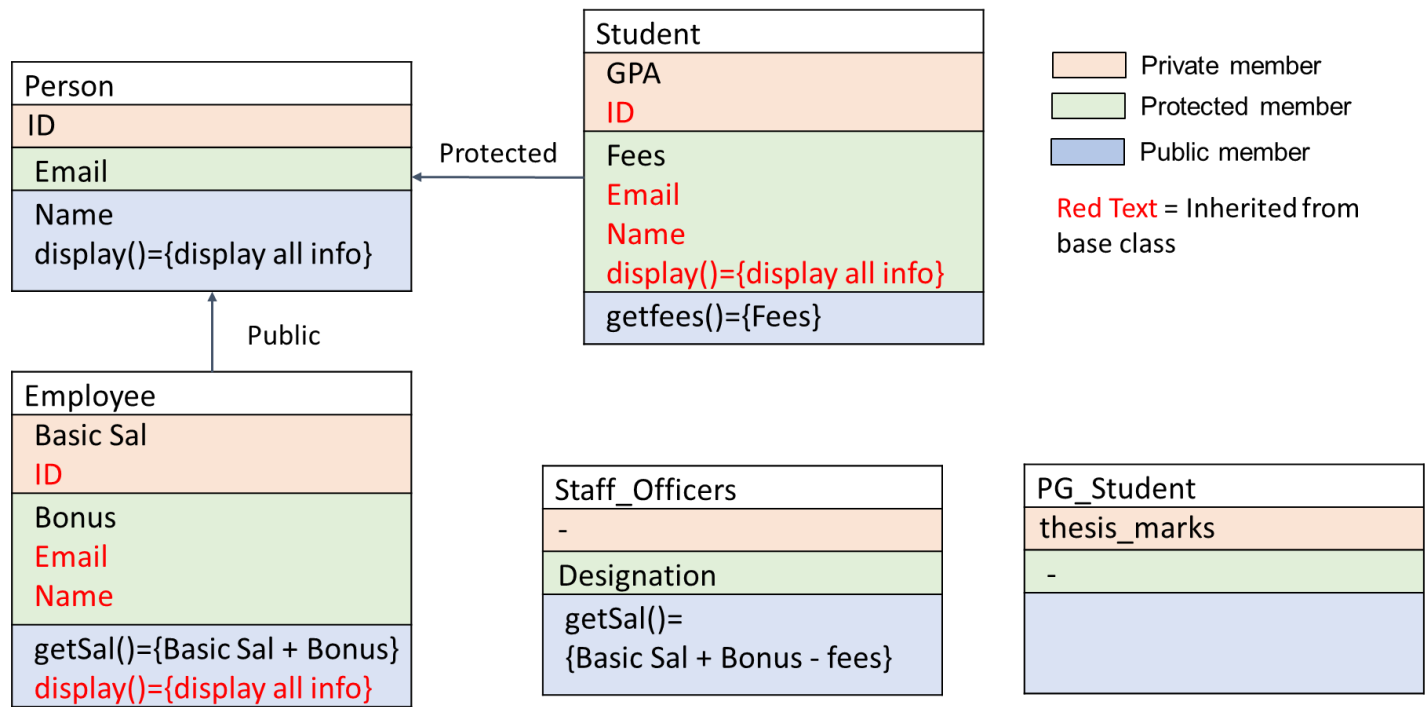 Person
ID
Email
Name
display()={display all info}
Protected
Student
GPA
ID
Fees
Email
Name
display()={display all info}
getfees()={Fees}
Private member
Protected member
Public member
Red Text = Inherited from
base class
Public
Employee
Basic Sal
ID
Bonus
Email
Name
getSal()={Basic Sal + Bonus}
display()={display all info}
Staff_Officers
-
Designation
getSal()=
{Basic Sal + Bonus - fees}
PG_Student
thesis_marks
-